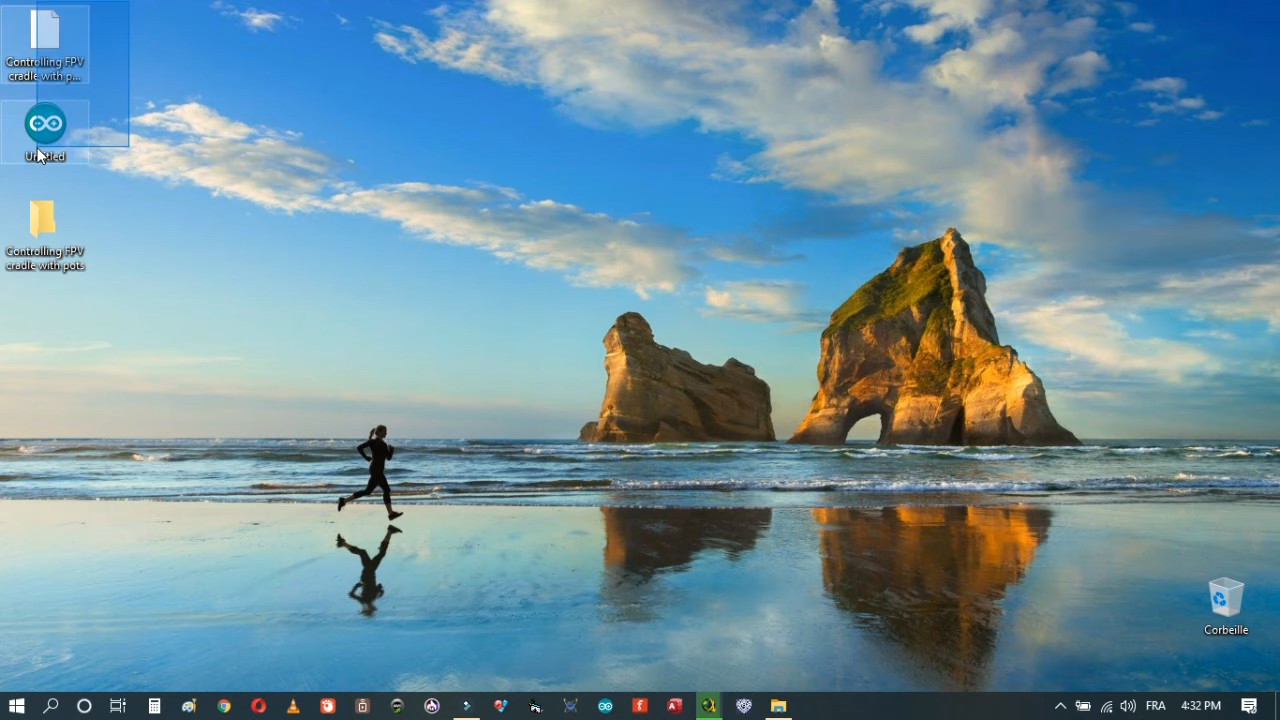 Controlling FPV
cradle with p...
Untitled
Controlling FPV
cradle with pots
Corbeille
FRA
4:32 PM